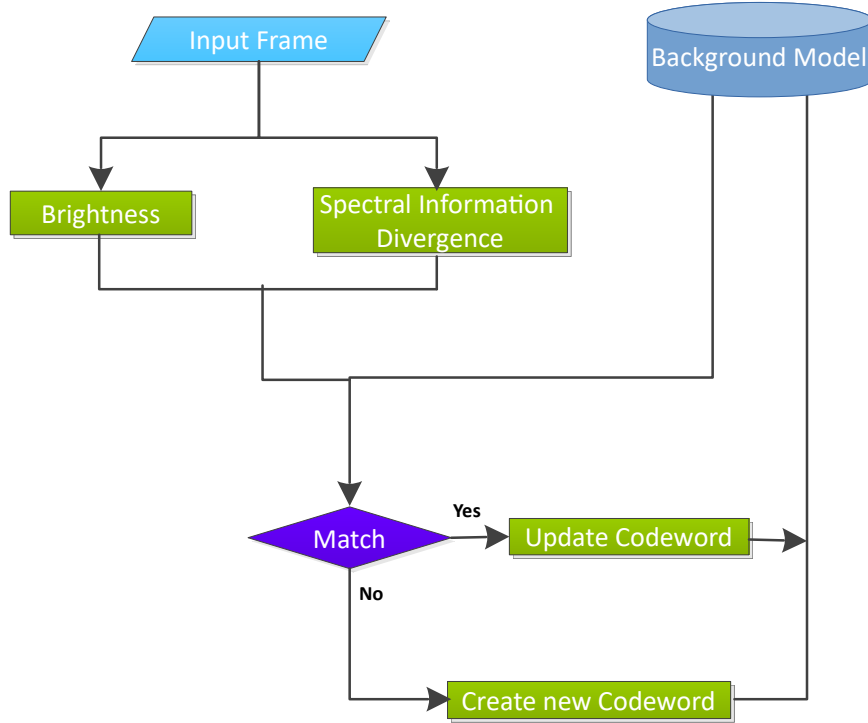 Input Frame
Background Model
Brightness
Spectral Information
Divergence
Match
Yes
Update Codeword
No
Create new Codeword